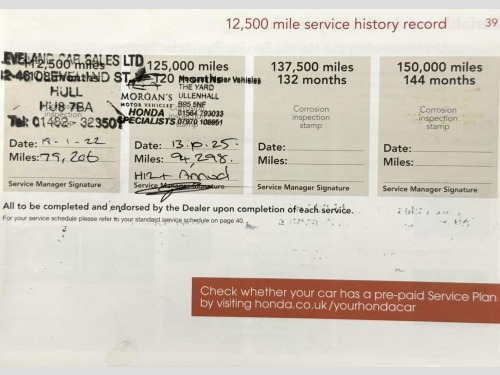 12,500 mile service history record 39
EVELAND CAR SALES LTD
112,500 miles
32-46 CLEVELAND ST
HULL
HU8 7BA
Tel: 01482 - 323501
Date: 19-1-22
Miles: 79,206
Service Manager Signature
125,000 miles
120 months
Morgans Motor Vehicles
THE YARD
ULLENHALL
B95 5NF
01564 793033
07970 106951
MORGAN'S
MOTOR VEHICLES
HONDA
SPECIALISTS
Date: 13.10.25.
Miles: 94,298.
Service Manager Signature
137,500 miles
132 months
Corrosion
inspection
stamp
Date:
Miles:
Service Manager Signature
150,000 miles
144 months
Corrosion
inspection
stamp
Date:
Miles:
Service Manager Signature
All to be completed and endorsed by the Dealer upon completion of each service.
For your service schedule please refer to your standard service schedule on page 40.
Check whether your car has a pre-paid Service Plan
by visiting honda.co.uk/yourhondacar